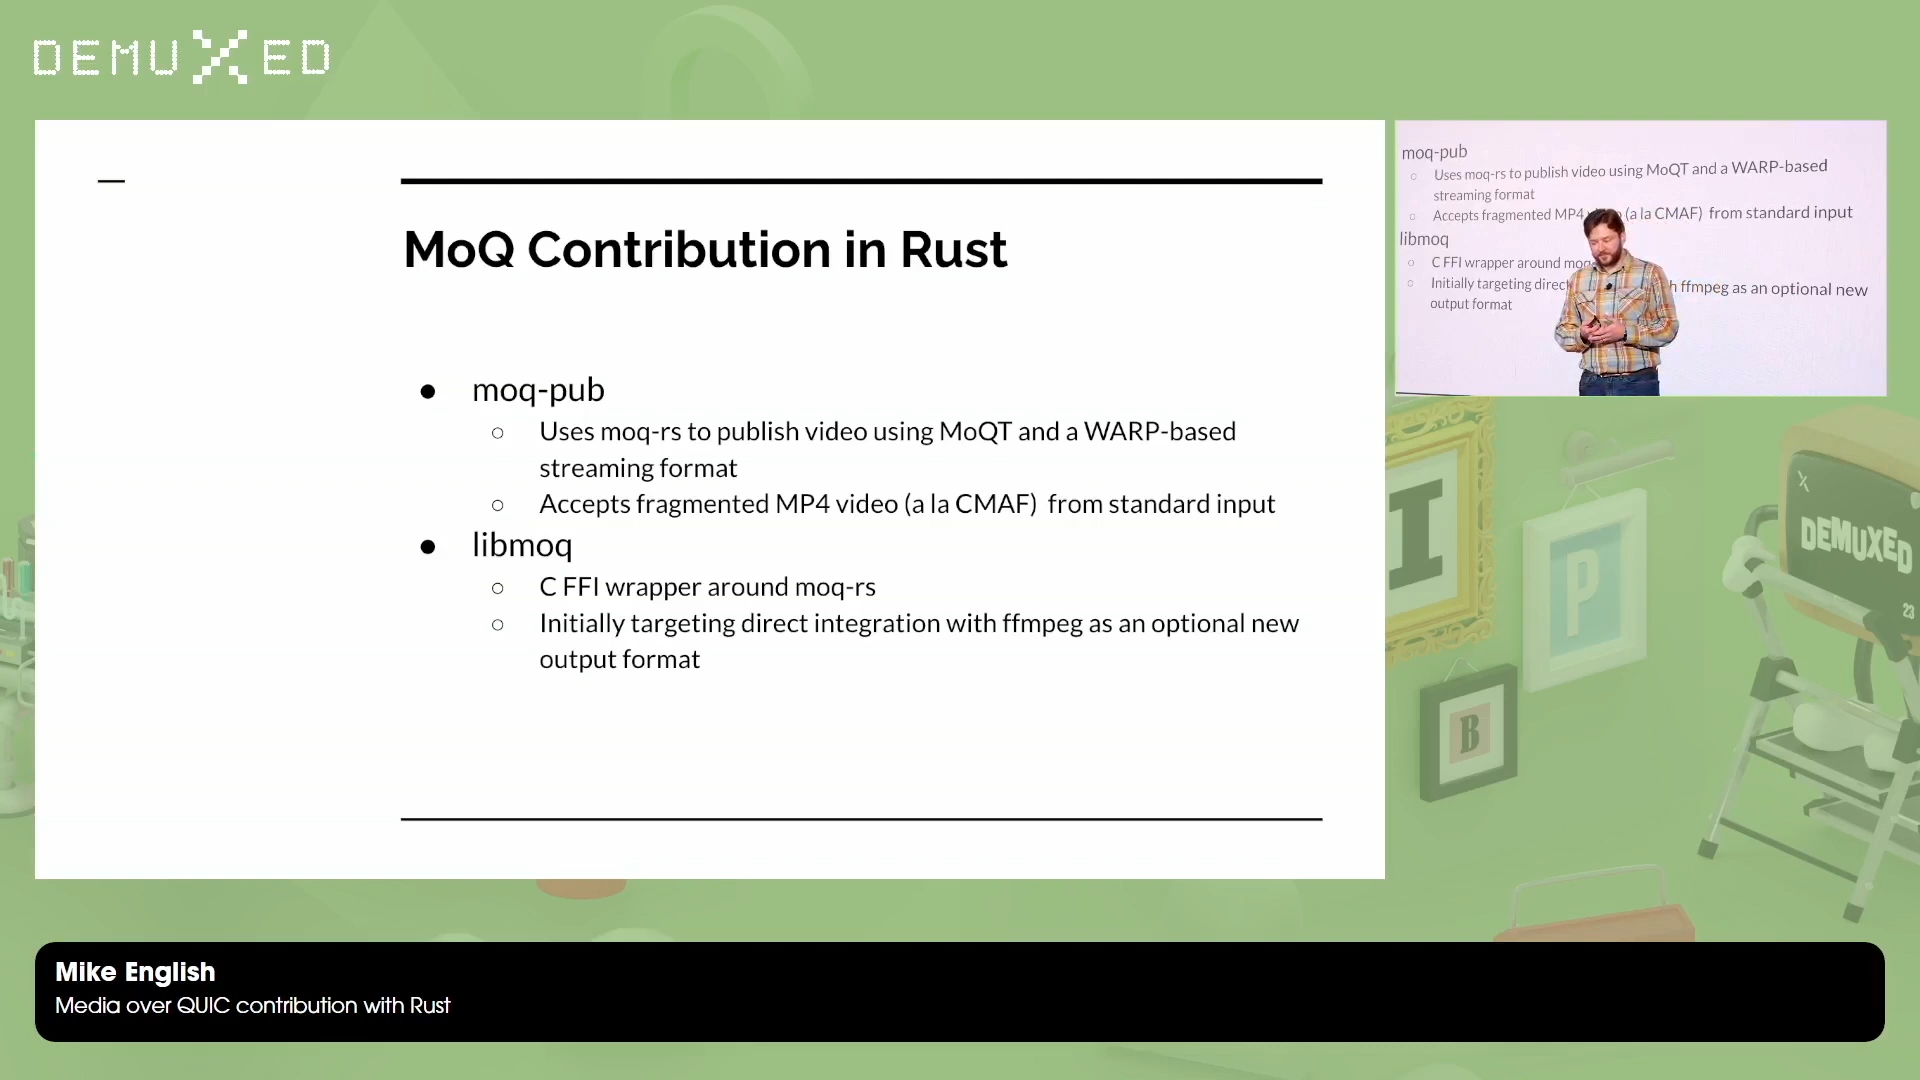 DEMUXED
MoQ Contribution in Rust
● moq-pub
○ Uses moq-rs to publish video using MoQT and a WARP-based
streaming format
○ Accepts fragmented MP4 video (a la CMAF) from standard input
● libmoq
○ C FFI wrapper around moq-rs
○ Initially targeting direct integration with ffmpeg as an optional new
output format
moq-pub
○ Uses moq-rs to publish video using MoQT and a WARP-based
streaming format
○ Accepts fragmented MP4 (a la CMAF) from standard input
libmoq
○ C FFI wrapper around
○ Initially targeting ffmpeg as an optional new
output format
I
P
B
DEMUXED
23
Mike English
Media over QUIC contribution with Rust